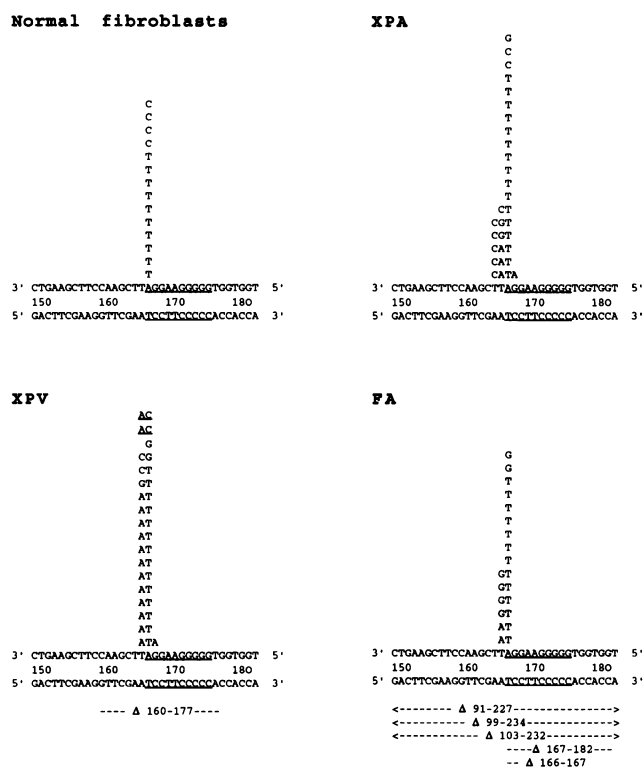 Normal fibroblasts
C
C
C
C
T
T
T
T
T
T
T
T
T
T
3' CTGAAGCTTCCAAGCTTAGGAAGGGGGTGGTGGT 5'
150 160 170 180
5' GACTTCGAAGGTTCGAATCCTTCCCCCACCACCA 3'
XPA
G
C
C
T
T
T
T
T
T
T
T
T
T
CT
CGT
CGT
CAT
CAT
CATA
3' CTGAAGCTTCCAAGCTTAGGAAGGGGGTGGTGGT 5'
150 160 170 180
5' GACTTCGAAGGTTCGAATCCTTCCCCCACCACCA 3'
XPV
AC
AC
G
CG
CT
GT
AT
AT
AT
AT
AT
AT
AT
AT
AT
AT
AT
ATA
3' CTGAAGCTTCCAAGCTTAGGAAGGGGGTGGTGGT 5'
150 160 170 180
5' GACTTCGAAGGTTCGAATCCTTCCCCCACCACCA 3'
---- Δ 160-177 ----
FA
G
G
T
T
T
T
T
T
T
GT
GT
GT
GT
AT
AT
3' CTGAAGCTTCCAAGCTTAGGAAGGGGGTGGTGGT 5'
150 160 170 180
5' GACTTCGAAGGTTCGAATCCTTCCCCCACCACCA 3'
<-------- Δ 91-227 -------------->
<---------- Δ 99-234 ------------>
<------------ Δ 103-232 ---------->
---- Δ 167-182 ----
-- Δ 166-167